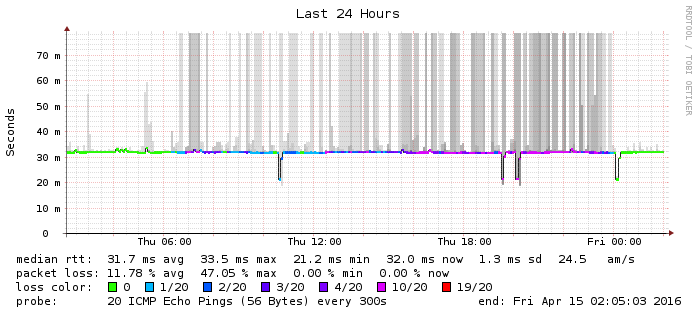 Last 24 Hours
RRDTOOL / TOBI OETIKER
Seconds
70 m
60 m
50 m
40 m
30 m
20 m
10 m
0
Thu 06:00 Thu 12:00 Thu 18:00 Fri 00:00
median rtt: 31.7 ms avg 33.5 ms max 21.2 ms min 32.0 ms now 1.3 ms sd 24.5 am/s
packet loss: 11.78 % avg 47.05 % max 0.00 % min 0.00 % now
loss color: 0 1/20 2/20 3/20 4/20 10/20 19/20
probe: 20 ICMP Echo Pings (56 Bytes) every 300s end: Fri Apr 15 02:05:03 2016